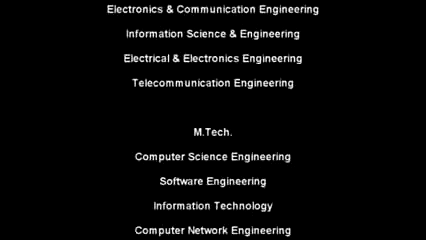 Electronics & Communication Engineering
Information Science & Engineering
Electrical & Electronics Engineering
Telecommunication Engineering
M.Tech.
Computer Science Engineering
Software Engineering
Information Technology
Computer Network Engineering